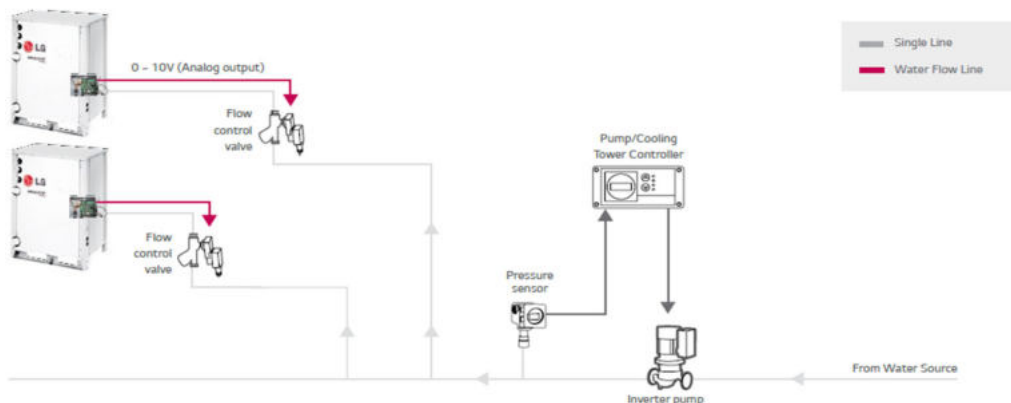 LG
0 ~ 10V (Analog output)
Flow
control
valve
LG
Flow
control
valve
Pressure
sensor
Pump/Cooling
Tower Controller
Inverter pump
From Water Source
Single Line
Water Flow Line